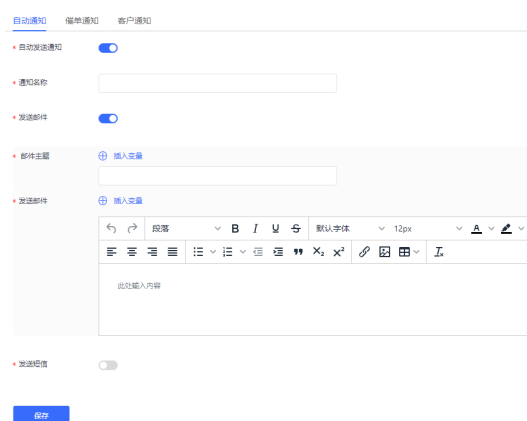 自动通知 催单通知 客户通知
* 自动发送通知
* 通知名称
* 发送邮件
* 邮件主题 插入变量
* 发送邮件 插入变量
段落 B I U S 默认字体 12px A
X₂ X² Iₓ
此处输入内容
* 发送短信
保存